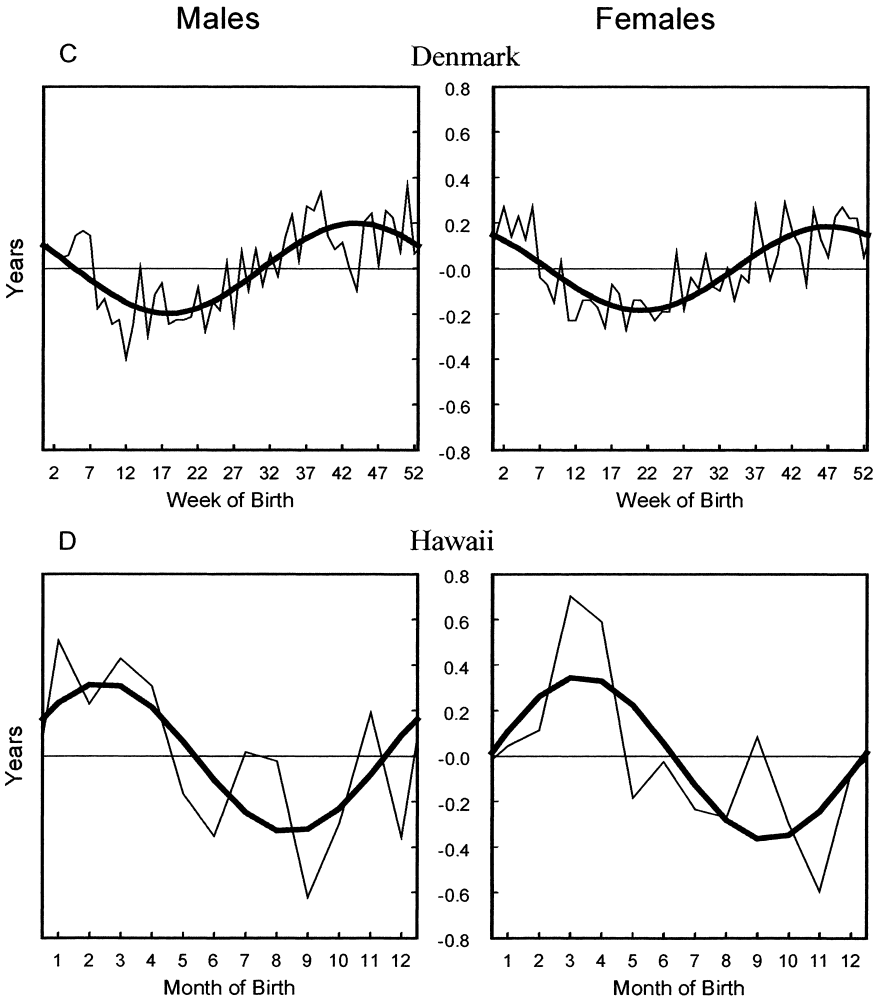 Males Females
C Denmark
0.8
0.6
0.4
0.2
-0.0
-0.2
-0.4
-0.6
-0.8
Years
2 7 12 17 22 27 32 37 42 47 52
2 7 12 17 22 27 32 37 42 47 52
Week of Birth Week of Birth
D Hawaii
0.8
0.6
0.4
0.2
-0.0
-0.2
-0.4
-0.6
-0.8
Years
1 2 3 4 5 6 7 8 9 10 11 12
1 2 3 4 5 6 7 8 9 10 11 12
Month of Birth Month of Birth